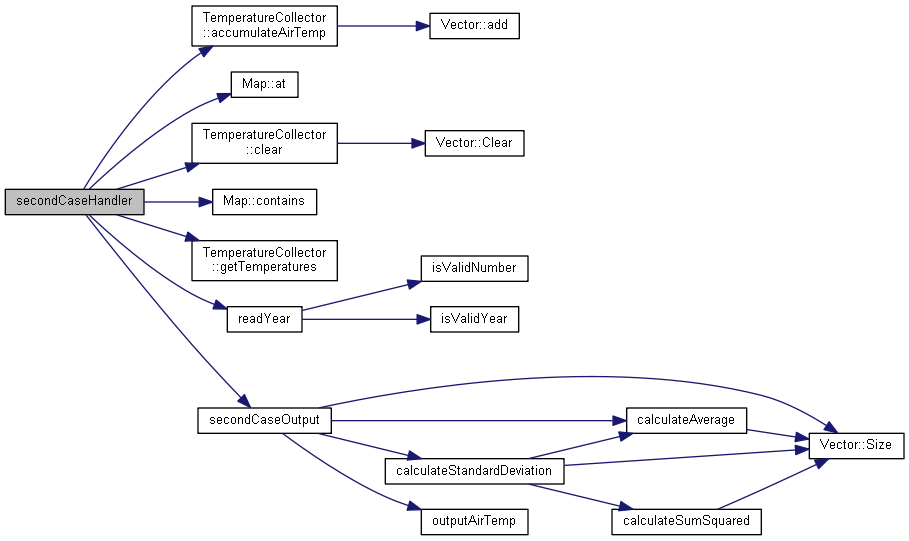 TemperatureCollector
::accumulateAirTemp
Vector::add
Map::at
TemperatureCollector
::clear
Vector::Clear
secondCaseHandler
Map::contains
TemperatureCollector
::getTemperatures
isValidNumber
readYear
isValidYear
secondCaseOutput
calculateAverage
Vector::Size
calculateStandardDeviation
outputAirTemp
calculateSumSquared